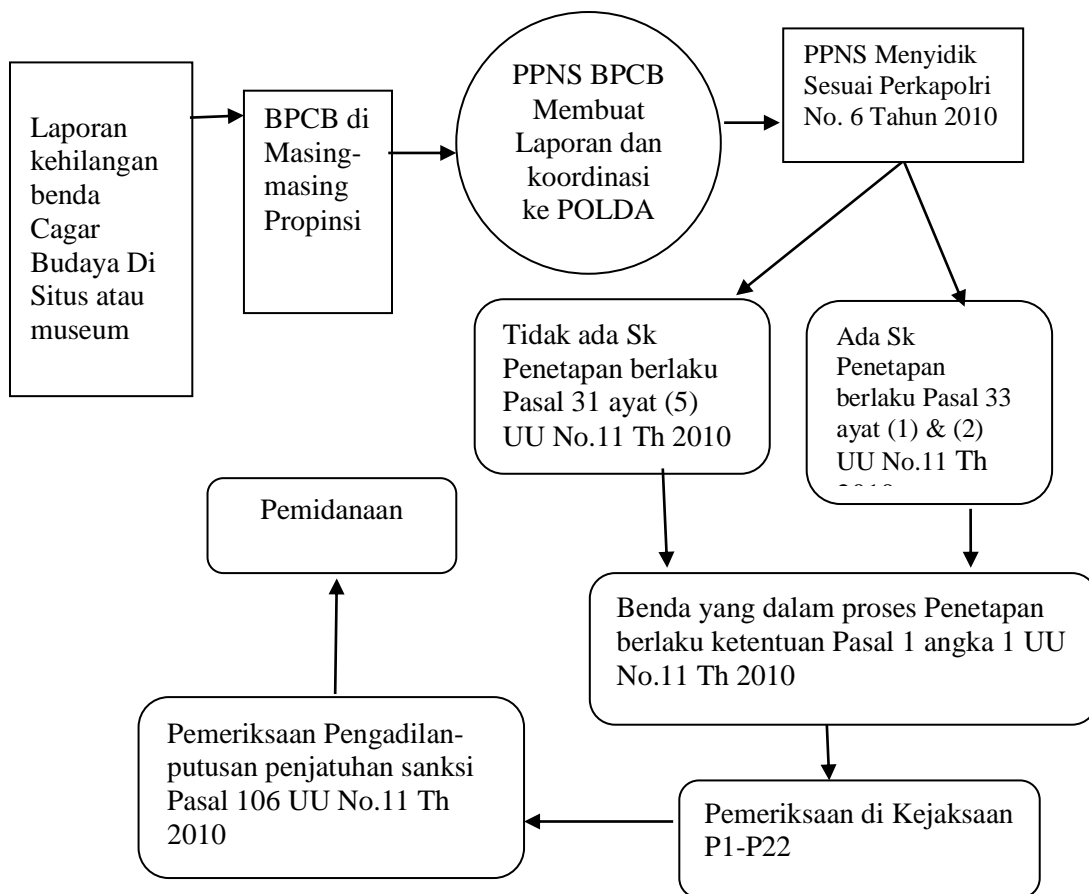 Laporan
kehilangan
benda
Cagar
Budaya Di
Situs atau
museum
BPCB di
Masing-
masing
Propinsi
PPNS BPCB
Membuat
Laporan dan
koordinasi
ke POLDA
PPNS Menyidik
Sesuai Perkapolri
No. 6 Tahun 2010
Tidak ada Sk
Penetapan berlaku
Pasal 31 ayat (5)
UU No.11 Th 2010
Ada Sk
Penetapan
berlaku Pasal 33
ayat (1) & (2)
UU No.11 Th
Benda yang dalam proses Penetapan
berlaku ketentuan Pasal 1 angka 1 UU
No.11 Th 2010
Pemeriksaan di Kejaksaan
P1-P22
Pemeriksaan Pengadilan-
putusan penjatuhan sanksi
Pasal 106 UU No.11 Th
2010
Pemidanaan